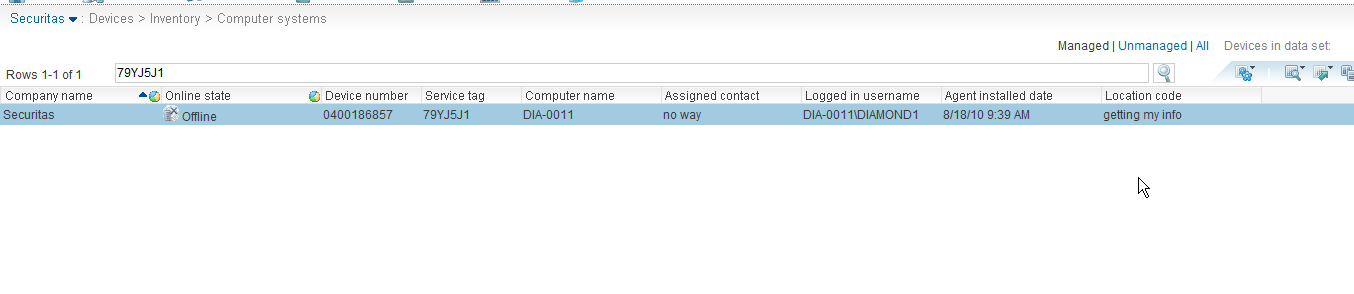 Securitas : Devices > Inventory > Computer systems
Managed | Unmanaged | All Devices in data set:
Rows 1-1 of 1 79YJ5J1
Company name Online state Device number Service tag Computer name Assigned contact Logged in username Agent installed date Location code
Securitas Offline 0400186857 79YJ5J1 DIA-0011 no way DIA-0011\DIAMOND1 8/18/10 9:39 AM getting my info